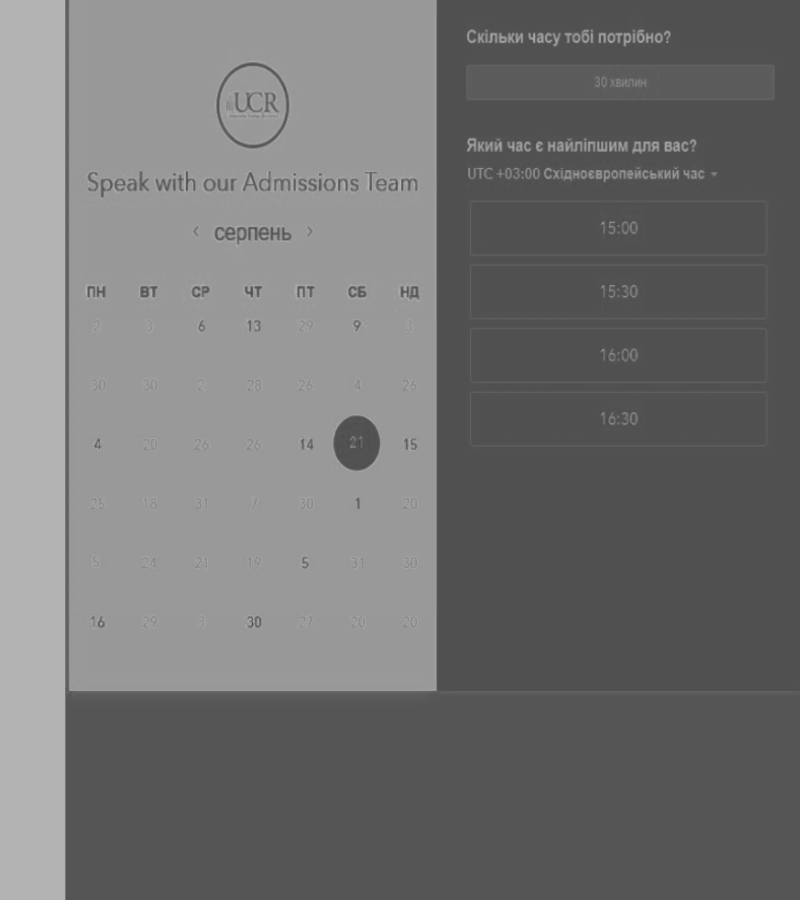 UCR
Speak with our Admissions Team
‹ серпень ›
ПН ВТ СР ЧТ ПТ СБ НД
2 3 6 13 29 9
30 30 2 28 26 4 26
4 20 26 26 14 21 15
25 18 31 7 30 1 20
5 24 21 19 5 31 30
16 29 3 30 27 20 20
Скільки часу тобі потрібно?
30 хвилин
Який час є найліпшим для вас?
UTC +03:00 Східноєвропейський час
15:00
15:30
16:00
16:30